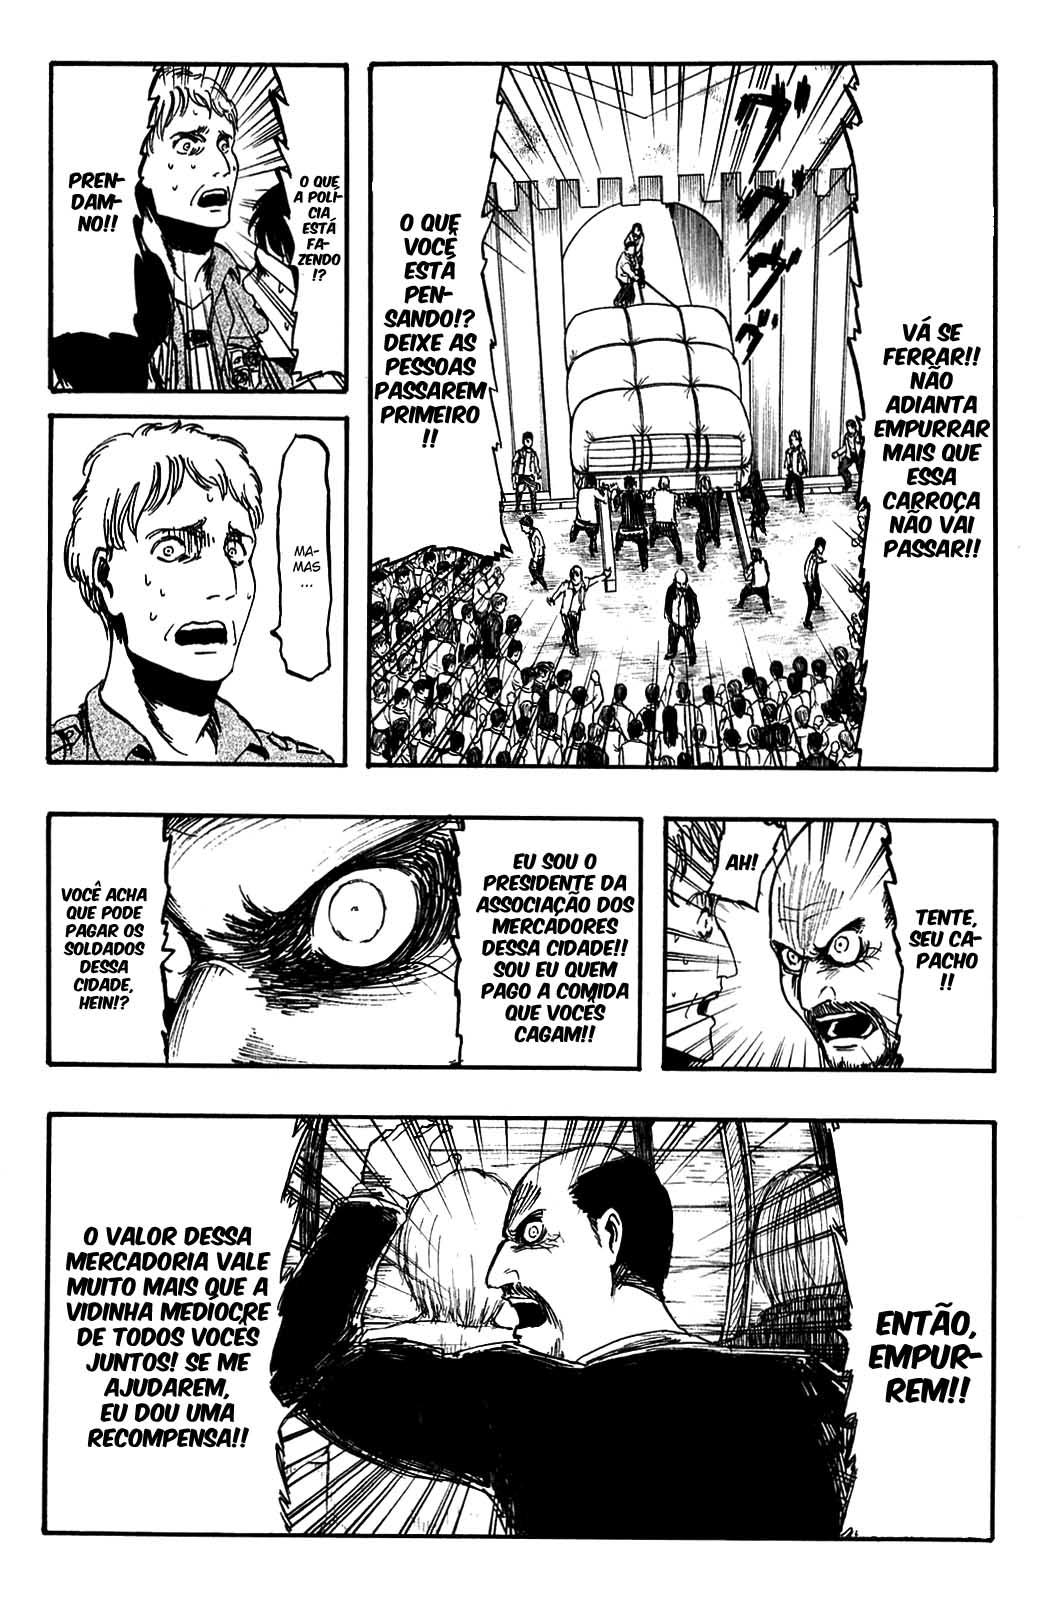 VÁ SE
FERRAR!!
NÃO
ADIANTA
EMPURRAR
MAIS QUE
ESSA
CARROÇA
NÃO VAI
PASSAR!!
グググ
O QUE
VOCÊ
ESTÁ
PEN-
SANDO!?
DEIXE AS
PESSOAS
PASSAREM
PRIMEIRO
!!
O QUE
A POLÍ-
CIA
ESTÁ
FA-
ZENDO
!?
PREN-
DAM-
NO!!
MA-
MAS
...
TENTE,
SEU CA-
PACHO
!!
AH!
EU SOU O
PRESIDENTE DA
ASSOCIAÇÃO DOS
MERCADORES
DESSA CIDADE!!
SOU EU QUEM
PAGO A COMIDA
QUE VOCÊS
CAGAM!!
VOCÊ ACHA
QUE PODE
PAGAR OS
SOLDADOS
DESSA
CIDADE,
HEIN!?
ENTÃO,
EMPUR-
REM!!
O VALOR DESSA
MERCADORIA VALE
MUITO MAIS QUE A
VIDINHA MEDÍOCRE
DE TODOS VOCÊS
JUNTOS! SE ME
AJUDAREM,
EU DOU UMA
RECOMPENSA!!